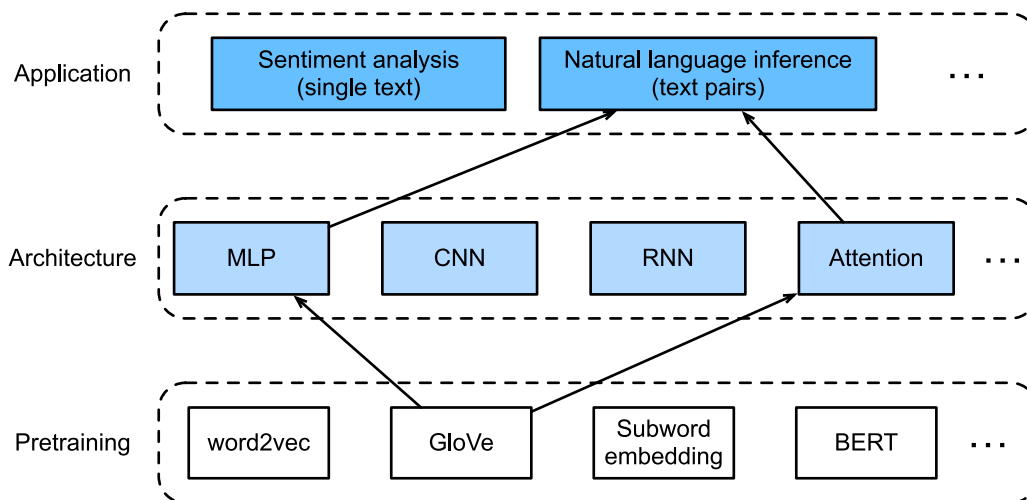 Application
Sentiment analysis
(single text)
Natural language inference
(text pairs)
...
Architecture
MLP
CNN
RNN
Attention
...
Pretraining
word2vec
GloVe
Subword
embedding
BERT
...